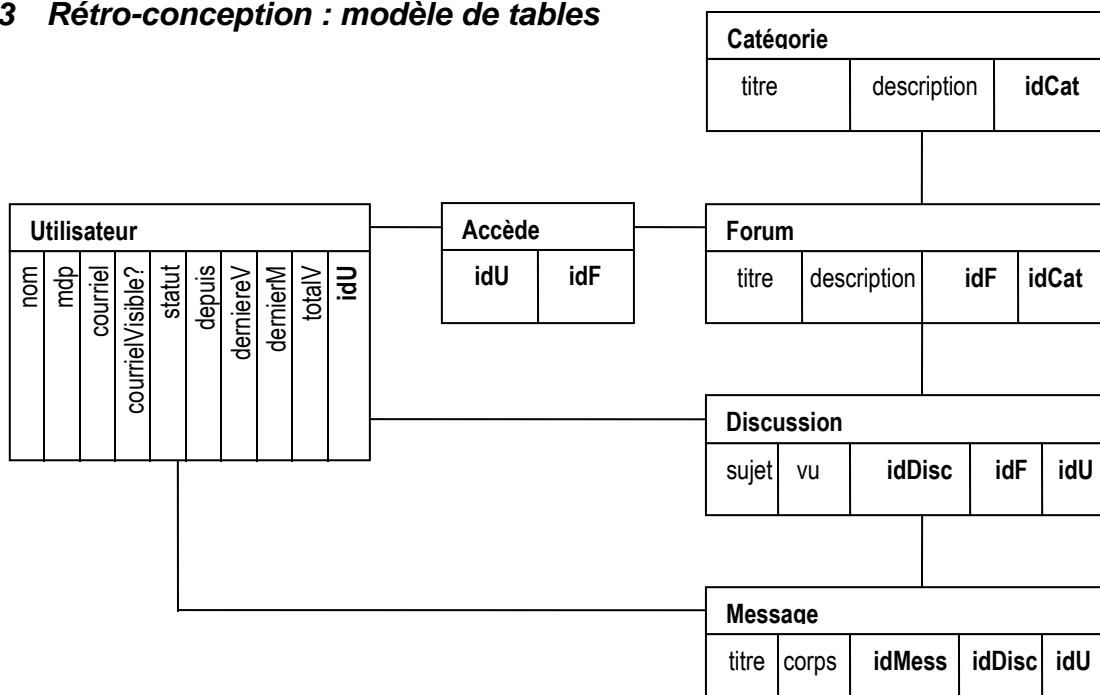 3 Rétro-conception : modèle de tables
Catégorie
titre description idCat
Utilisateur
nom mdp courriel courrielVisible? statut depuis derniereV dernierM totalV idU
Accède
idU idF
Forum
titre description idF idCat
Discussion
sujet vu idDisc idF idU
Message
titre corps idMess idDisc idU